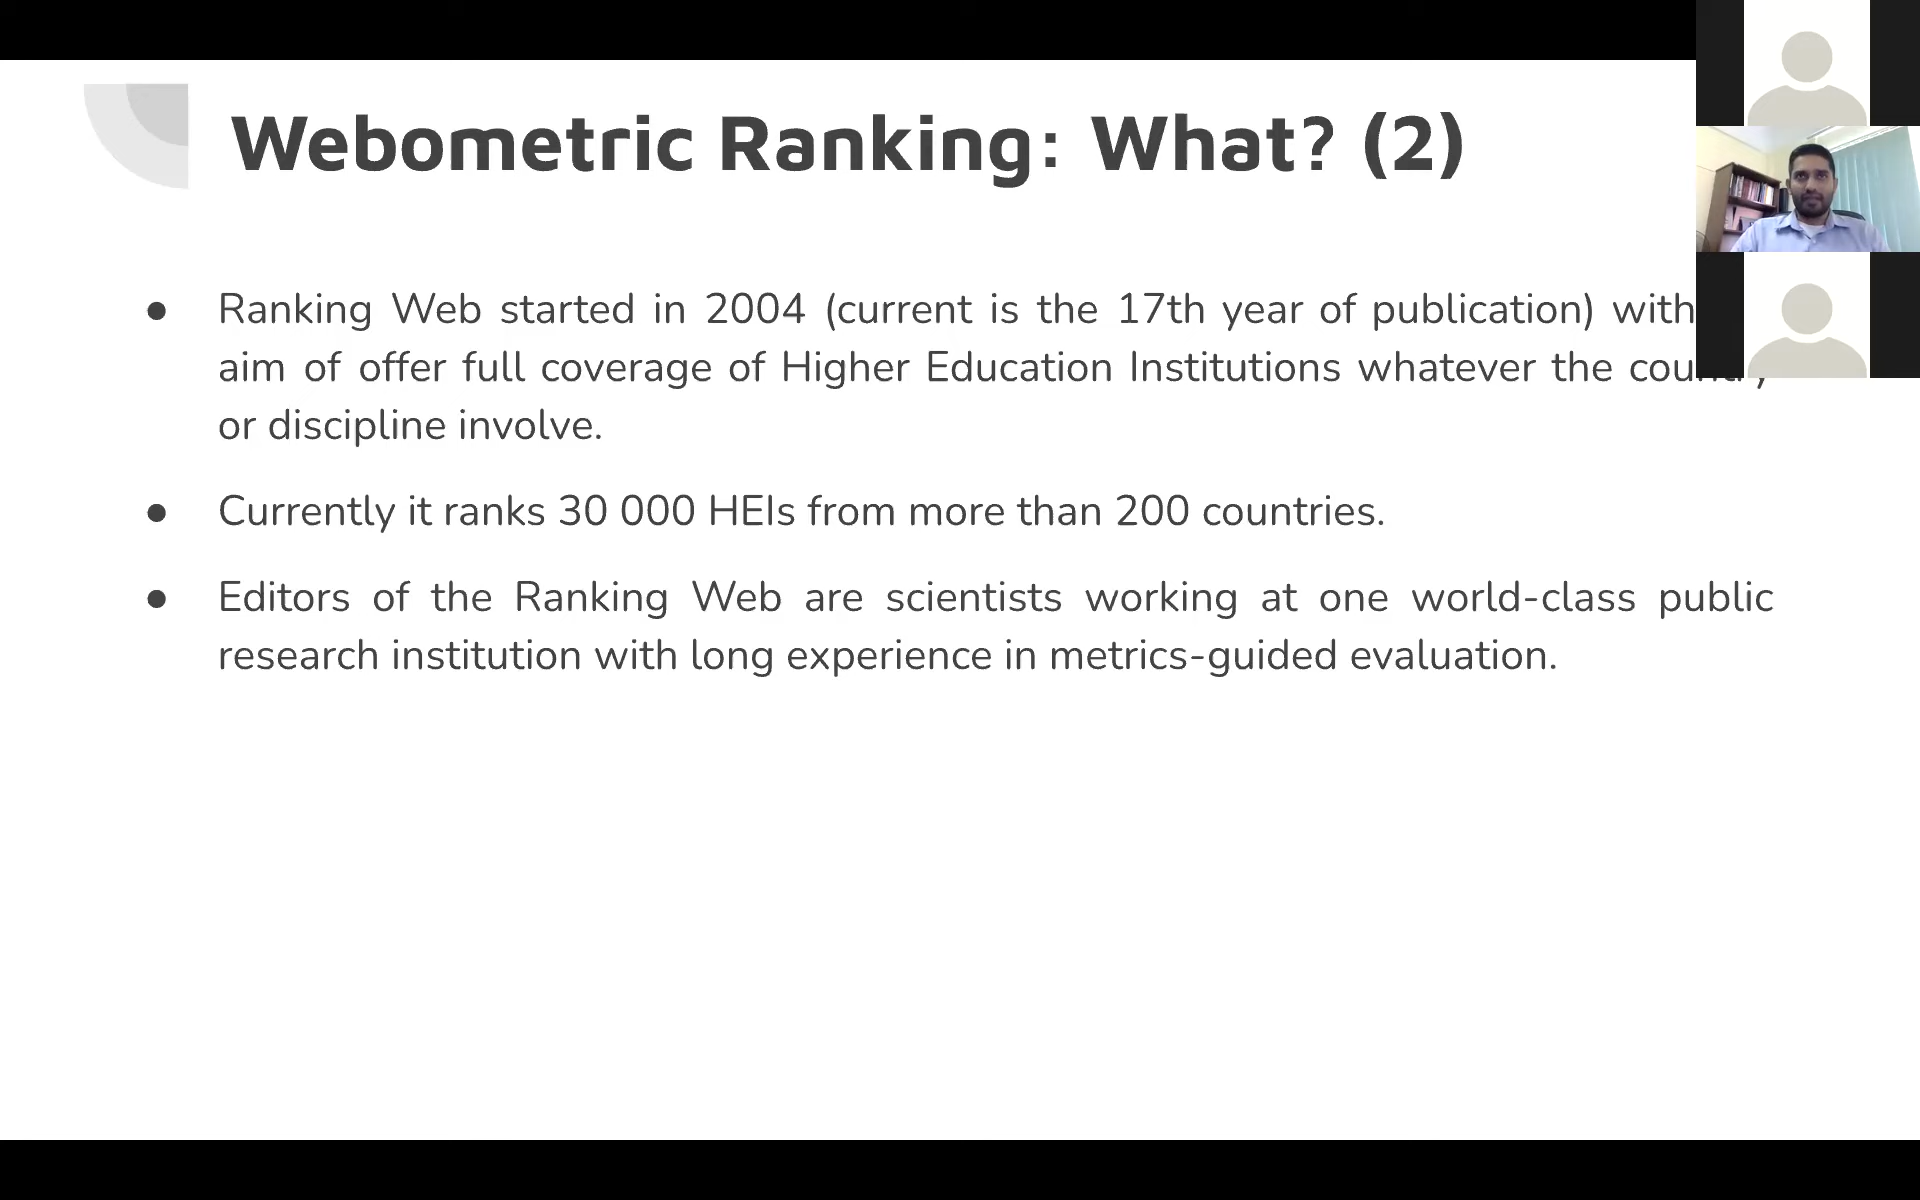 Webometric Ranking: What? (2)
● Ranking Web started in 2004 (current is the 17th year of publication) with
aim of offer full coverage of Higher Education Institutions whatever the country
or discipline involve.
● Currently it ranks 30 000 HEIs from more than 200 countries.
● Editors of the Ranking Web are scientists working at one world-class public
research institution with long experience in metrics-guided evaluation.